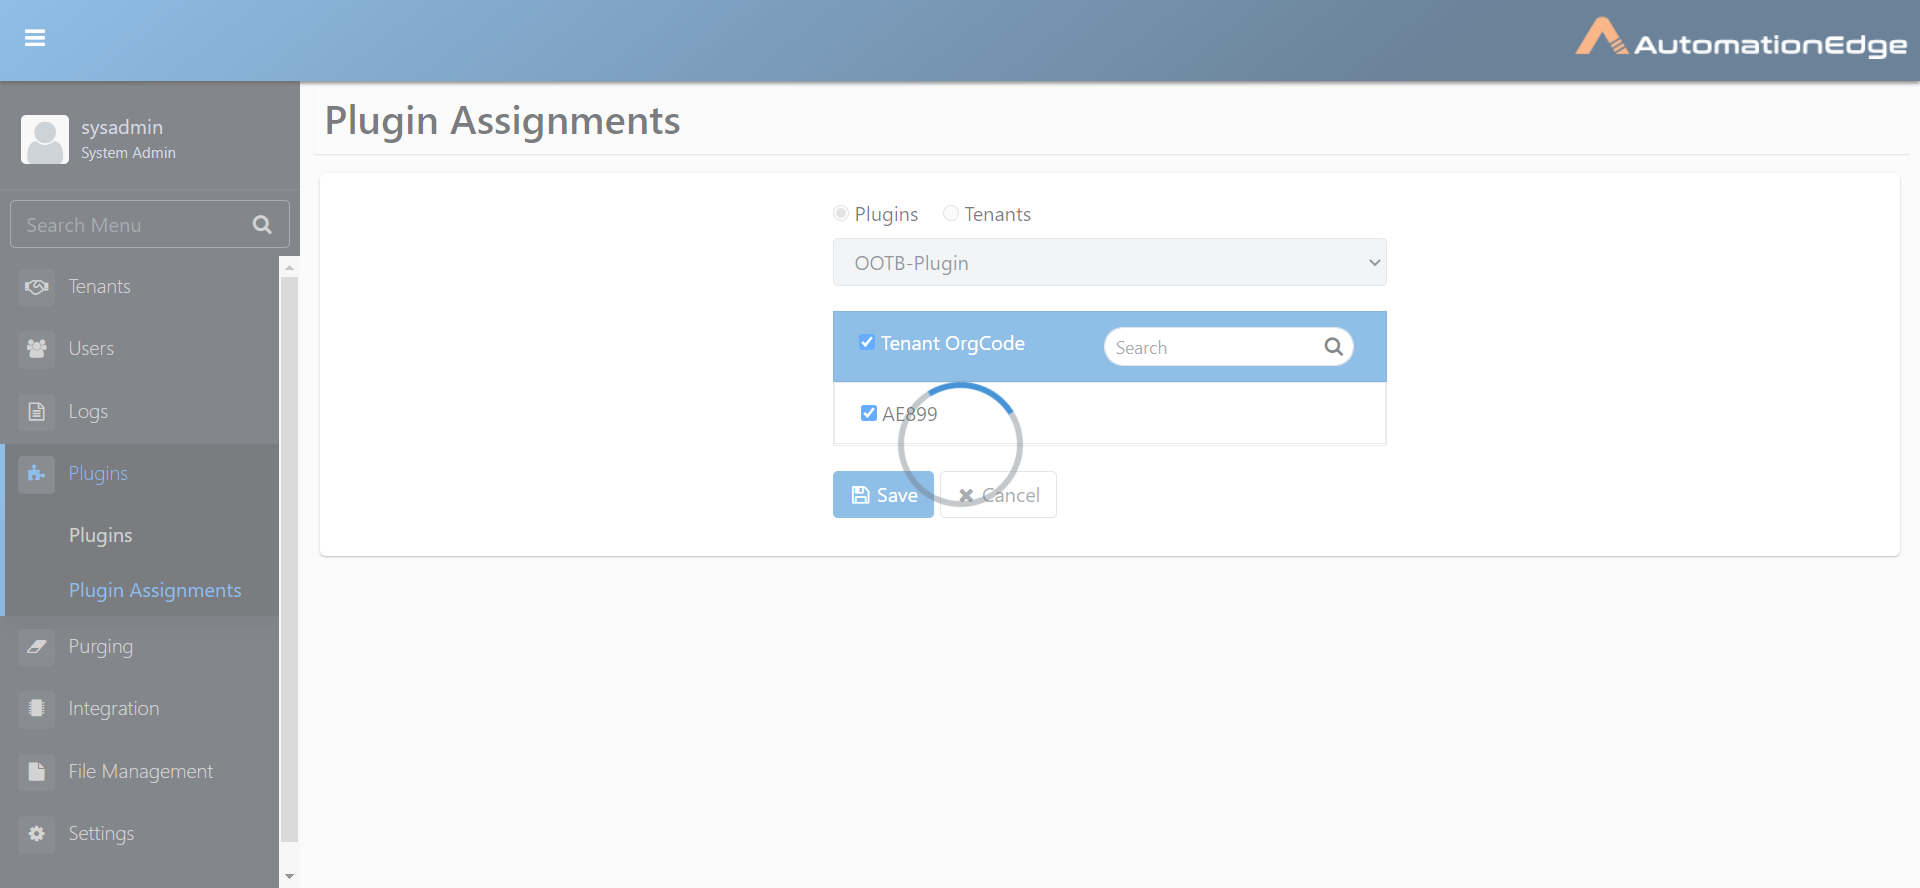 AutomationEdge
sysadmin
System Admin
Search Menu
Tenants
Users
Logs
Plugins
Plugins
Plugin Assignments
Purging
Integration
File Management
Settings
Plugin Assignments
Plugins Tenants
OOTB-Plugin
Tenant OrgCode Search
AE899
Save Cancel